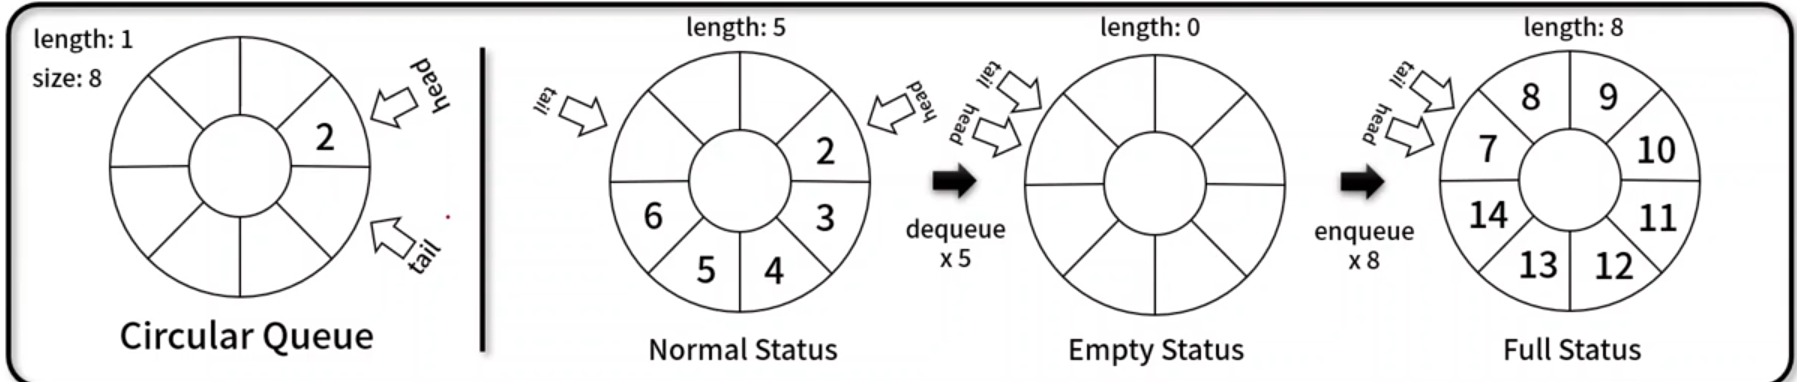 length: 1
size: 8
head
2
tail
Circular Queue
length: 5
tail
head
2
3
4
5
6
Normal Status
dequeue
x 5
length: 0
tail
head
Empty Status
enqueue
x 8
length: 8
tail
head
7
8
9
10
11
12
13
14
Full Status